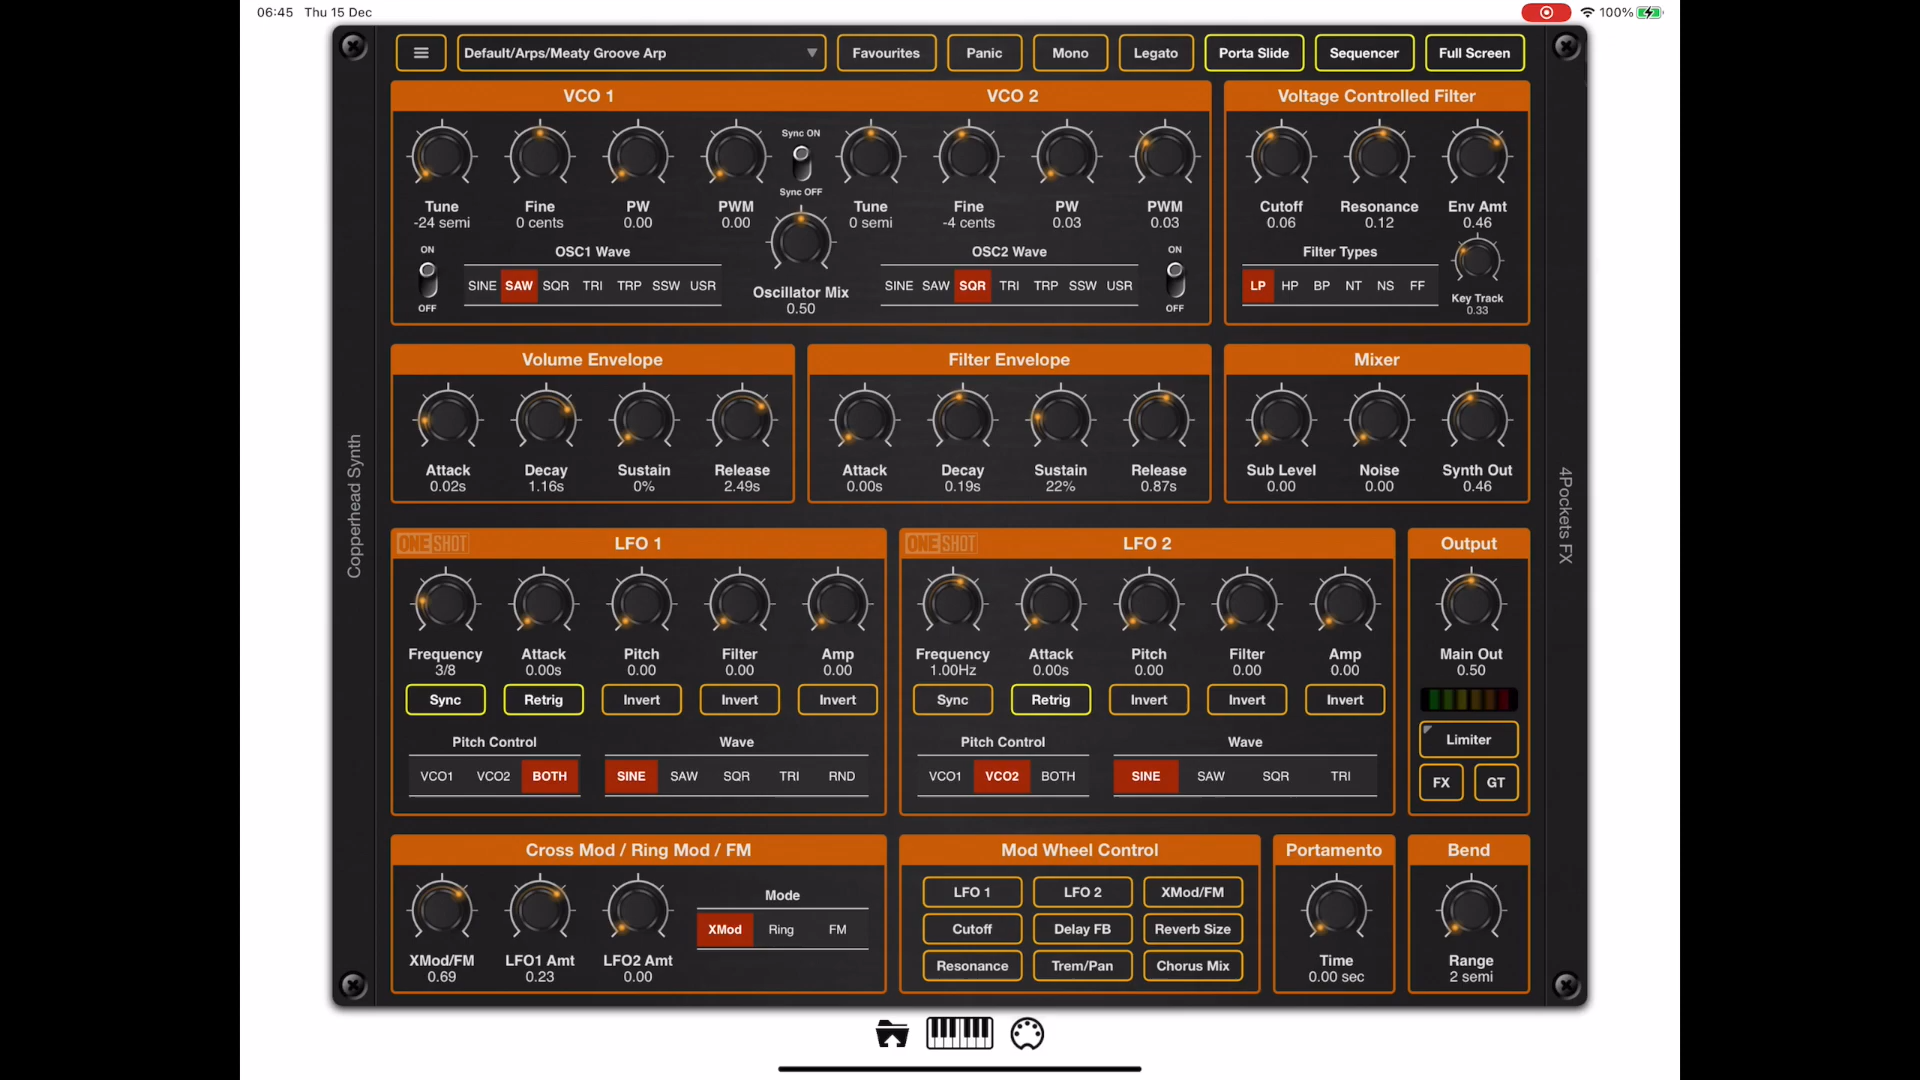 06:45 Thu 15 Dec
100%
Default/Arps/Meaty Groove Arp Favourites Panic Mono Legato Porta Slide Sequencer Full Screen
VCO 1 VCO 2 Voltage Controlled Filter
Sync ON
Sync OFF
Tune Fine PW PWM Tune Fine PW PWM Cutoff Resonance Env Amt
-24 semi 0 cents 0.00 0.00 0 semi -4 cents 0.03 0.03 0.06 0.12 0.46
ON OSC1 Wave OSC2 Wave ON Filter Types
SINE SAW SQR TRI TRP SSW USR SINE SAW SQR TRI TRP SSW USR LP HP BP NT NS FF
Oscillator Mix Key Track
OFF 0.50 OFF 0.33
Volume Envelope Filter Envelope Mixer
Attack Decay Sustain Release Attack Decay Sustain Release Sub Level Noise Synth Out
0.02s 1.16s 0% 2.49s 0.00s 0.19s 22% 0.87s 0.00 0.00 0.46
Copperhead Synth
4Pockets FX
ONE SHOT LFO 1 ONE SHOT LFO 2 Output
Frequency Attack Pitch Filter Amp Frequency Attack Pitch Filter Amp Main Out
3/8 0.00s 0.00 0.00 0.00 1.00Hz 0.00s 0.00 0.00 0.00 0.50
Sync Retrig Invert Invert Invert Sync Retrig Invert Invert Invert
Pitch Control Wave Pitch Control Wave Limiter
VCO1 VCO2 BOTH SINE SAW SQR TRI RND VCO1 VCO2 BOTH SINE SAW SQR TRI FX GT
Cross Mod / Ring Mod / FM Mod Wheel Control Portamento Bend
Mode LFO 1 LFO 2 XMod/FM
XMod Ring FM Cutoff Delay FB Reverb Size
XMod/FM LFO1 Amt LFO2 Amt Resonance Trem/Pan Chorus Mix Time Range
0.69 0.23 0.00 0.00 sec 2 semi